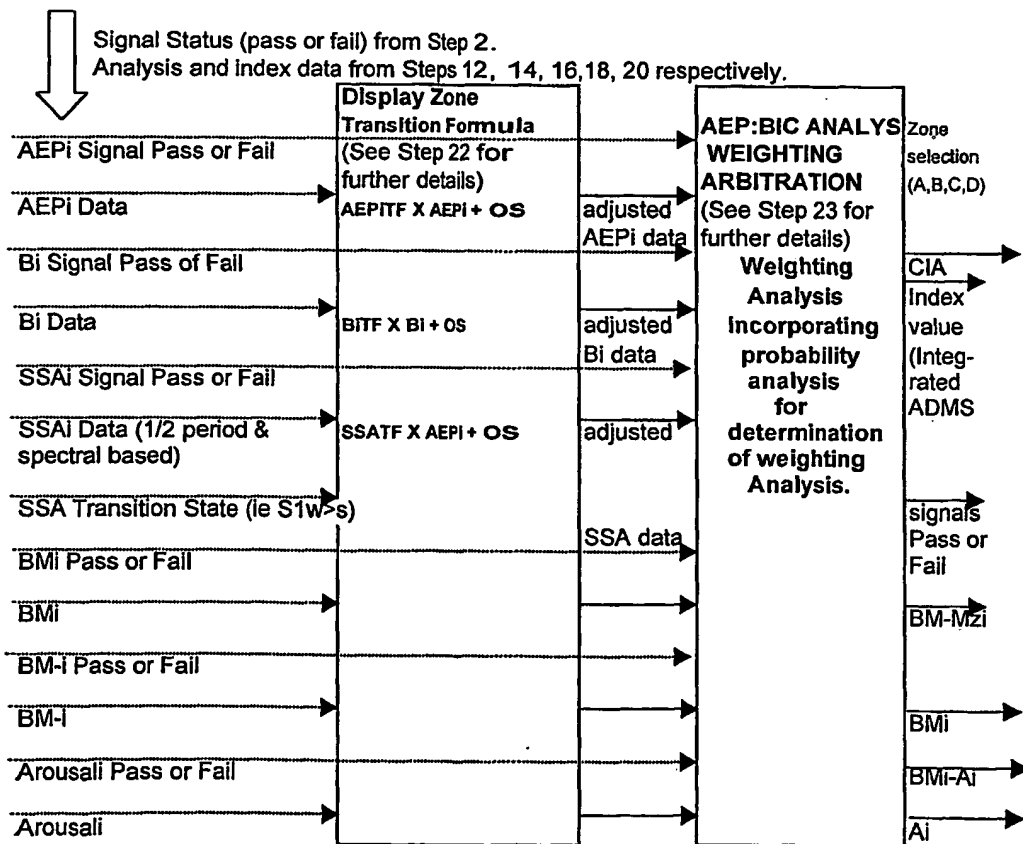 Signal Status (pass or fail) from Step 2.
Analysis and index data from Steps 12, 14, 16,18, 20 respectively.
Display Zone
Transition Formula
(See Step 22 for
further details)
AEPiTF X AEPi + OS
BiTF X Bi + OS
SSATF X AEPi + OS
AEP:BIC ANALYS
WEIGHTING
ARBITRATION
(See Step 23 for
further details)
Weighting
Analysis
Incorporating
probability
analysis
for
determination
of weighting
Analysis.
AEPi Signal Pass or Fail
AEPi Data
Bi Signal Pass of Fail
Bi Data
SSAi Signal Pass or Fail
SSAi Data (1/2 period &
spectral based)
SSA Transition State (ie S1w>s)
BMi Pass or Fail
BMi
BM-i Pass or Fail
BM-i
Arousali Pass or Fail
Arousali
adjusted
AEPi data
adjusted
Bi data
adjusted
SSA data
Zone
selection
(A,B,C,D)
CIA
Index
value
(Integ-
rated
ADMS
signals
Pass or
Fail
BM-Mzi
BMi
BMi-Ai
Ai